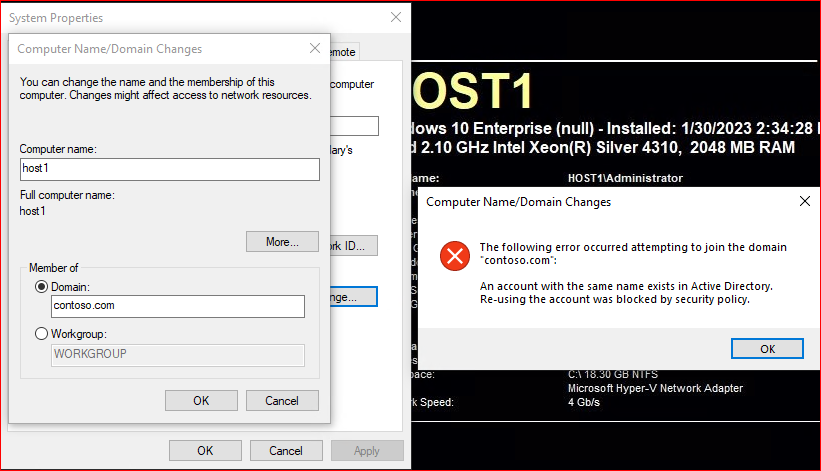 System Properties
Computer Name/Domain Changes
You can change the name and the membership of this
computer. Changes might affect access to network resources.
Computer name:
host1
Full computer name:
host1
More...
Member of
Domain:
contoso.com
Workgroup:
WORKGROUP
OK
Cancel
emote
computer
lary's
rk ID...
nge...
OK
Cancel
Apply
OST1
dows 10 Enterprise (null) - Installed: 1/30/2023 2:34:28
d 2.10 GHz Intel Xeon(R) Silver 4310, 2048 MB RAM
ame:
HOST1\Administrator
Computer Name/Domain Changes
The following error occurred attempting to join the domain
"contoso.com":
An account with the same name exists in Active Directory.
Re-using the account was blocked by security policy.
OK
pace:
C:\ 18.30 GB NTFS
Microsoft Hyper-V Network Adapter
rk Speed:
4 Gb/s